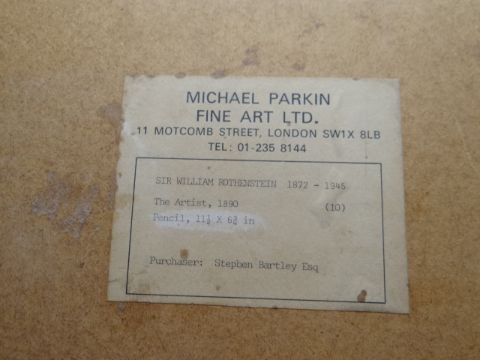 MICHAEL PARKIN
FINE ART LTD.
11 MOTCOMB STREET, LONDON SW1X 8LB
TEL: 01-235 8144
SIR WILLIAM ROTHENSTEIN 1872 - 1945
The Artist, 1890 (10)
Pencil, 11½ X 6¾ in
Purchaser: Stephen Bartley Esq